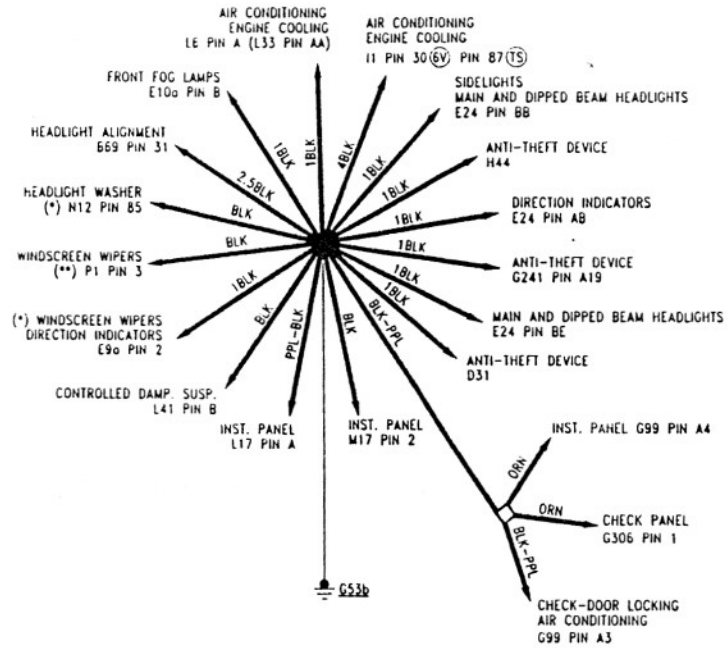 AIR CONDITIONING
ENGINE COOLING
L6 PIN A (L33 PIN AA)
AIR CONDITIONING
ENGINE COOLING
I1 PIN 30 6V PIN 87 TS
FRONT FOG LAMPS
E10a PIN B
SIDELIGHTS
MAIN AND DIPPED BEAM HEADLIGHTS
E24 PIN BB
HEADLIGHT ALIGNMENT
B69 PIN 31
ANTI-THEFT DEVICE
H44
HEADLIGHT WASHER
(*) N12 PIN 85
DIRECTION INDICATORS
E24 PIN AB
WINDSCREEN WIPERS
(**) P1 PIN 3
ANTI-THEFT DEVICE
G241 PIN A19
(*) WINDSCREEN WIPERS
DIRECTION INDICATORS
E9a PIN 2
MAIN AND DIPPED BEAM HEADLIGHTS
E24 PIN BE
ANTI-THEFT DEVICE
D31
CONTROLLED DAMP. SUSP.
L41 PIN B
INST. PANEL
L17 PIN A
INST. PANEL
M17 PIN 2
1BLK
1BLK
4BLK
1BLK
2.5BLK
1BLK
BLK
1BLK
BLK
1BLK
1BLK
1BLK
1BLK
BLK
PPL-BLK
BLK
BLK-PPL
INST. PANEL G99 PIN A4
ORN
ORN
CHECK PANEL
G306 PIN 1
BLK-PPL
G53b
CHECK-DOOR LOCKING
AIR CONDITIONING
G99 PIN A3